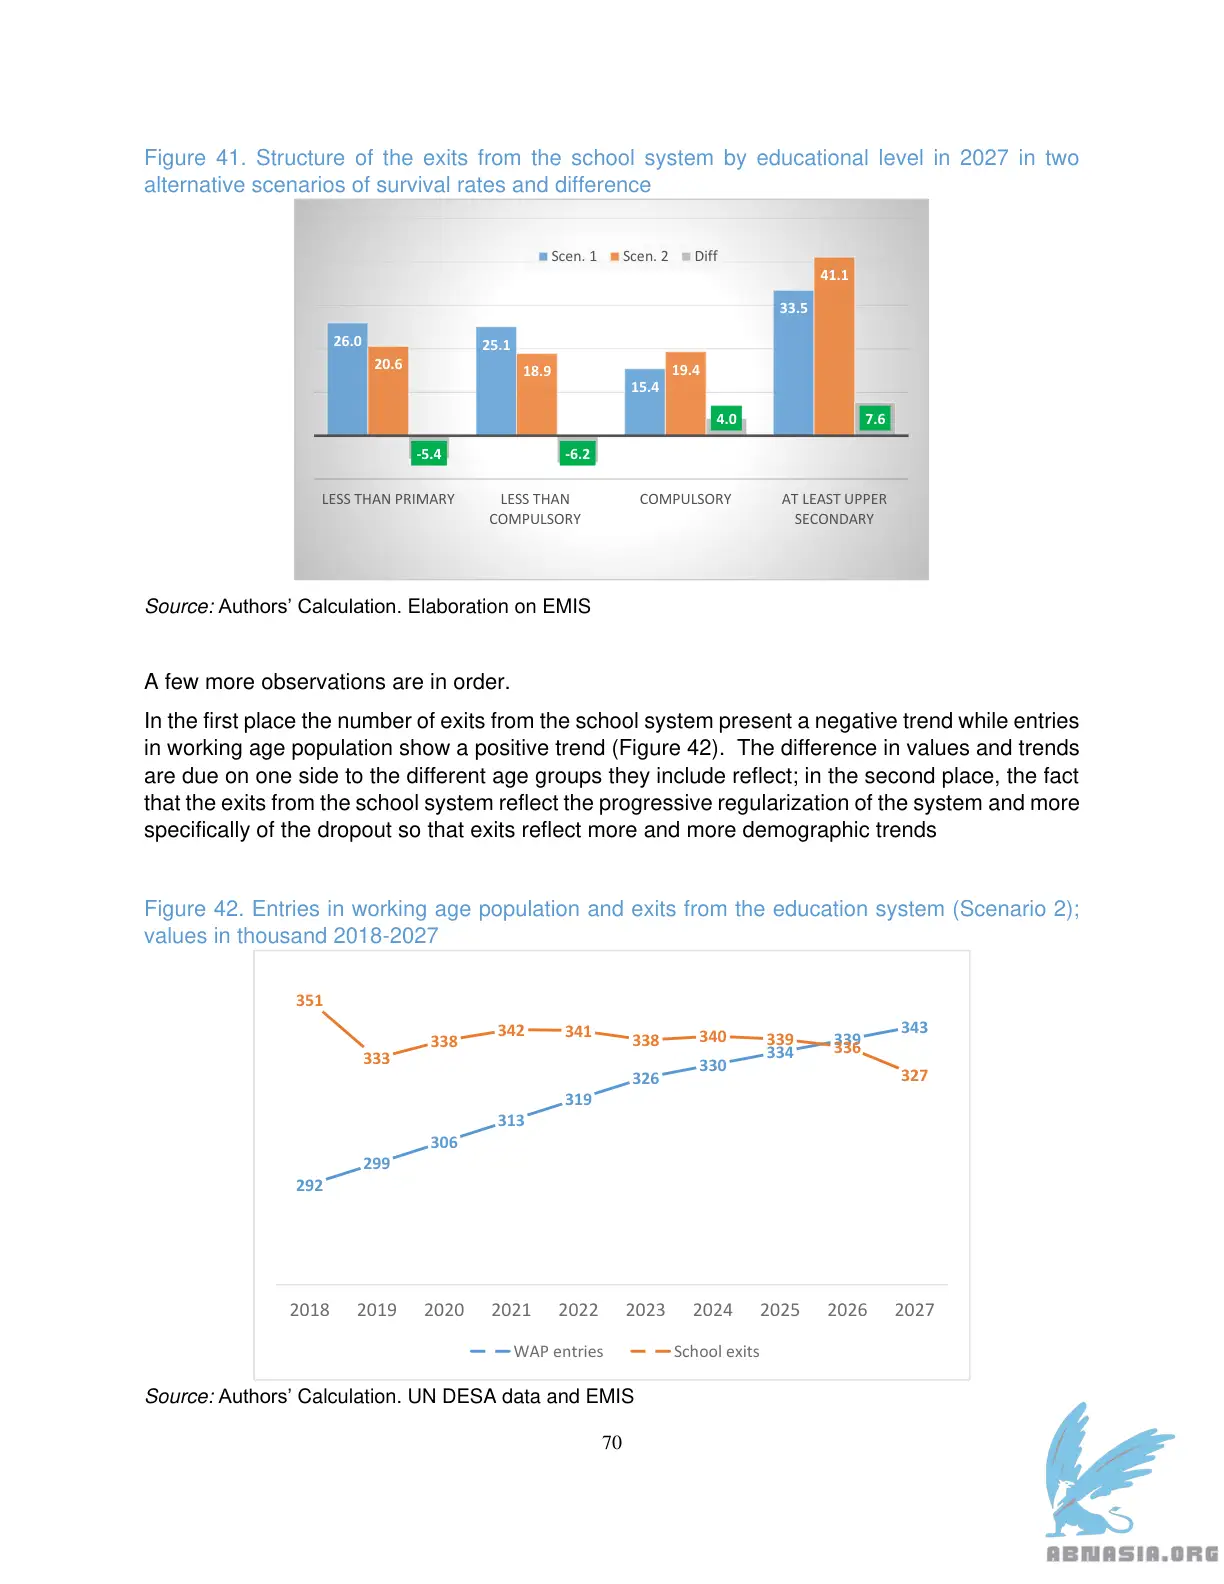 Figure 41. Structure of the exits from the school system by educational level in 2027 in two
alternative scenarios of survival rates and difference
Scen. 1 Scen. 2 Diff
26.0
20.6
-5.4
25.1
18.9
-6.2
15.4
19.4
4.0
33.5
41.1
7.6
LESS THAN PRIMARY
LESS THAN
COMPULSORY
COMPULSORY
AT LEAST UPPER
SECONDARY
Source: Authors’ Calculation. Elaboration on EMIS
A few more observations are in order.
In the first place the number of exits from the school system present a negative trend while entries
in working age population show a positive trend (Figure 42).  The difference in values and trends
are due on one side to the different age groups they include reflect; in the second place, the fact
that the exits from the school system reflect the progressive regularization of the system and more
specifically of the dropout so that exits reflect more and more demographic trends
Figure 42. Entries in working age population and exits from the education system (Scenario 2);
values in thousand 2018-2027
351
333
338
342
341
338
340
339
336
327
292
299
306
313
319
326
330
334
339
343
2018 2019 2020 2021 2022 2023 2024 2025 2026 2027
WAP entries School exits
Source: Authors’ Calculation. UN DESA data and EMIS
70
ABNASIA.ORG